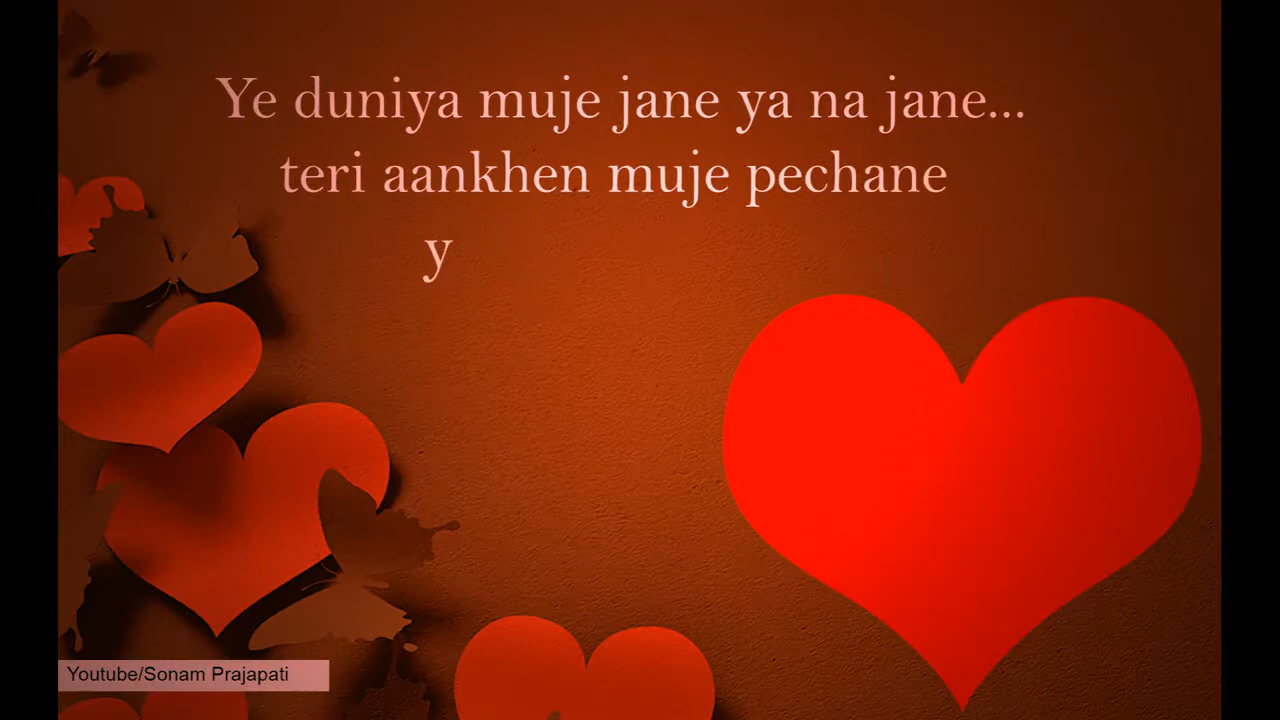 Ye duniya muje jane ya na jane...
teri aankhen muje pechane
y
Youtube/Sonam Prajapati